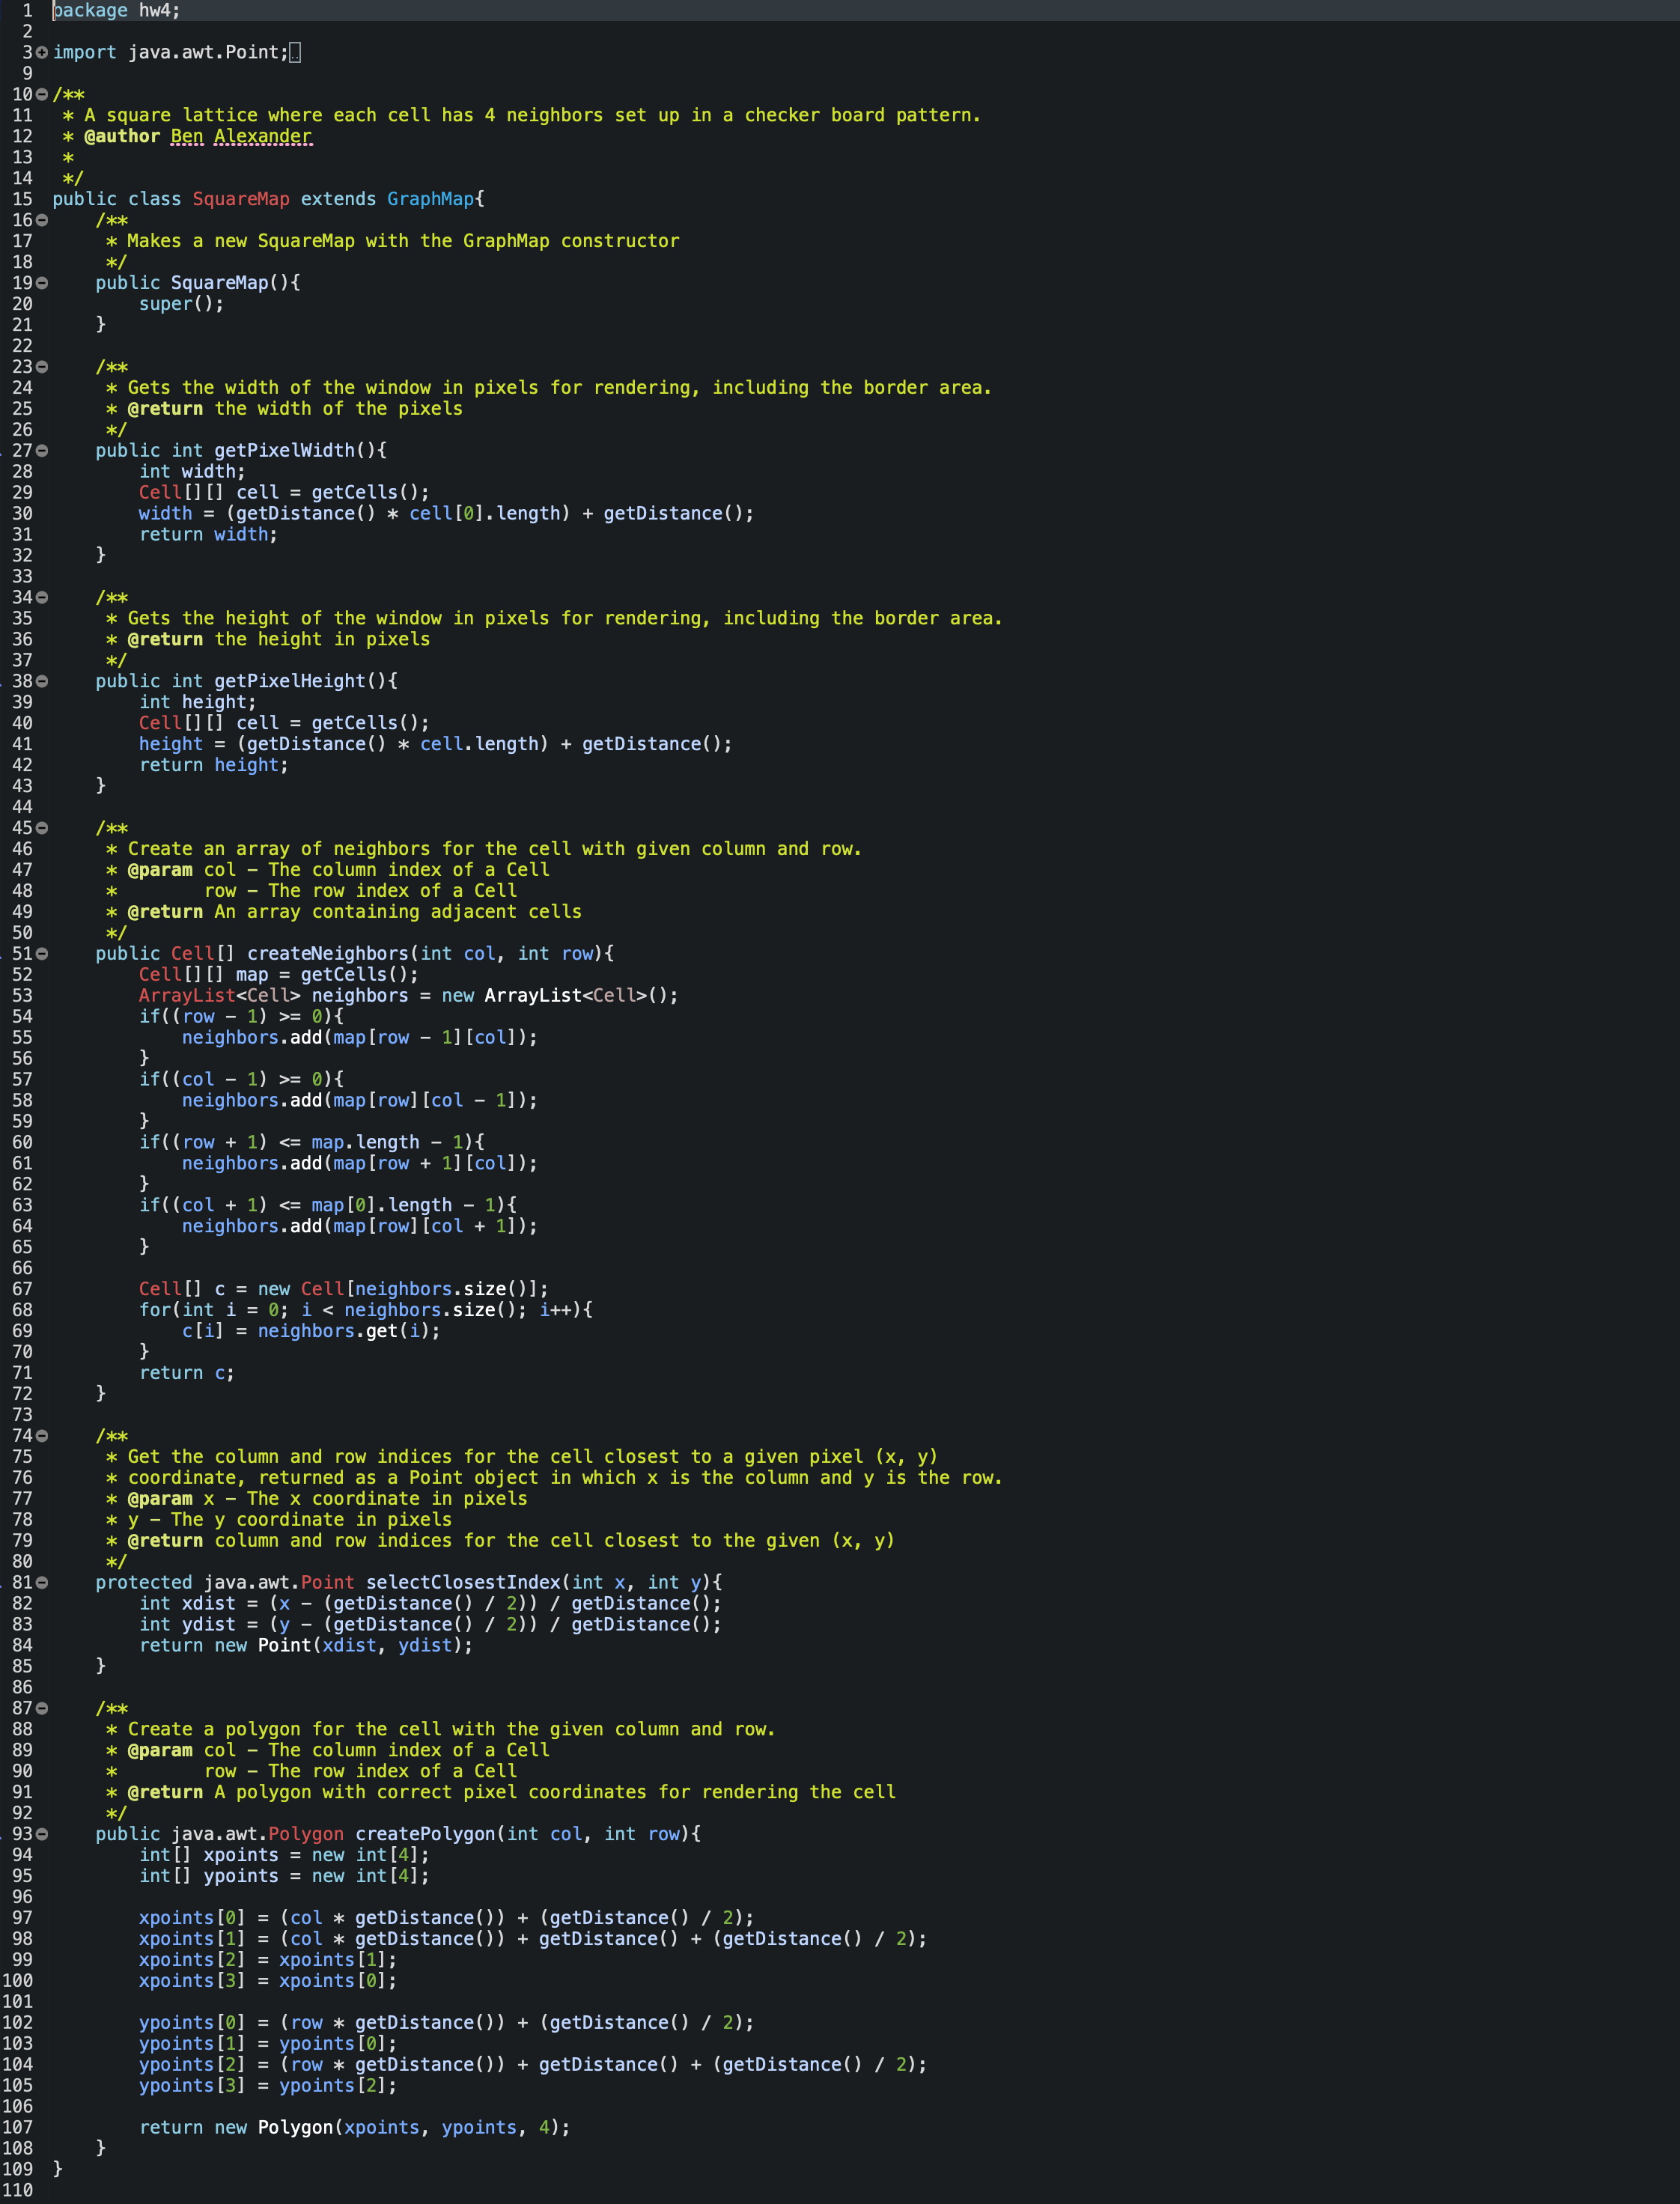 1 package hw4;
2
3 import java.awt.Point;
9
10 /**
11 * A square lattice where each cell has 4 neighbors set up in a checker board pattern.
12 * @author Ben Alexander
13 *
14 */
15 public class SquareMap extends GraphMap{
16 /**
17 * Makes a new SquareMap with the GraphMap constructor
18 */
19 public SquareMap(){
20 super();
21 }
22
23 /**
24 * Gets the width of the window in pixels for rendering, including the border area.
25 * @return the width of the pixels
26 */
27 public int getPixelWidth(){
28 int width;
29 Cell[][] cell = getCells();
30 width = (getDistance() * cell[0].length) + getDistance();
31 return width;
32 }
33
34 /**
35 * Gets the height of the window in pixels for rendering, including the border area.
36 * @return the height in pixels
37 */
38 public int getPixelHeight(){
39 int height;
40 Cell[][] cell = getCells();
41 height = (getDistance() * cell.length) + getDistance();
42 return height;
43 }
44
45 /**
46 * Create an array of neighbors for the cell with given column and row.
47 * @param col – The column index of a Cell
48 * row – The row index of a Cell
49 * @return An array containing adjacent cells
50 */
51 public Cell[] createNeighbors(int col, int row){
52 Cell[][] map = getCells();
53 ArrayList<Cell> neighbors = new ArrayList<Cell>();
54 if((row - 1) >= 0){
55 neighbors.add(map[row - 1][col]);
56 }
57 if((col - 1) >= 0){
58 neighbors.add(map[row][col - 1]);
59 }
60 if((row + 1) <= map.length - 1){
61 neighbors.add(map[row + 1][col]);
62 }
63 if((col + 1) <= map[0].length - 1){
64 neighbors.add(map[row][col + 1]);
65 }
66
67 Cell[] c = new Cell[neighbors.size()];
68 for(int i = 0; i < neighbors.size(); i++){
69 c[i] = neighbors.get(i);
70 }
71 return c;
72 }
73
74 /**
75 * Get the column and row indices for the cell closest to a given pixel (x, y)
76 * coordinate, returned as a Point object in which x is the column and y is the row.
77 * @param x – The x coordinate in pixels
78 * y – The y coordinate in pixels
79 * @return column and row indices for the cell closest to the given (x, y)
80 */
81 protected java.awt.Point selectClosestIndex(int x, int y){
82 int xdist = (x - (getDistance() / 2)) / getDistance();
83 int ydist = (y - (getDistance() / 2)) / getDistance();
84 return new Point(xdist, ydist);
85 }
86
87 /**
88 * Create a polygon for the cell with the given column and row.
89 * @param col – The column index of a Cell
90 * row – The row index of a Cell
91 * @return A polygon with correct pixel coordinates for rendering the cell
92 */
93 public java.awt.Polygon createPolygon(int col, int row){
94 int[] xpoints = new int[4];
95 int[] ypoints = new int[4];
96
97 xpoints[0] = (col * getDistance()) + (getDistance() / 2);
98 xpoints[1] = (col * getDistance()) + getDistance() + (getDistance() / 2);
99 xpoints[2] = xpoints[1];
100 xpoints[3] = xpoints[0];
101
102 ypoints[0] = (row * getDistance()) + (getDistance() / 2);
103 ypoints[1] = ypoints[0];
104 ypoints[2] = (row * getDistance()) + getDistance() + (getDistance() / 2);
105 ypoints[3] = ypoints[2];
106
107 return new Polygon(xpoints, ypoints, 4);
108 }
109 }
110